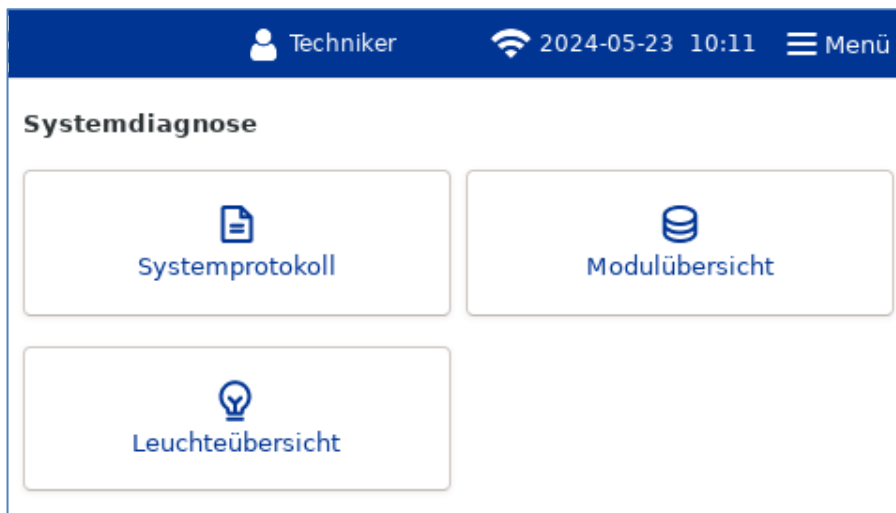 Techniker 2024-05-23 10:11 Menü
Systemdiagnose
Systemprotokoll Modulübersicht
Leuchteübersicht